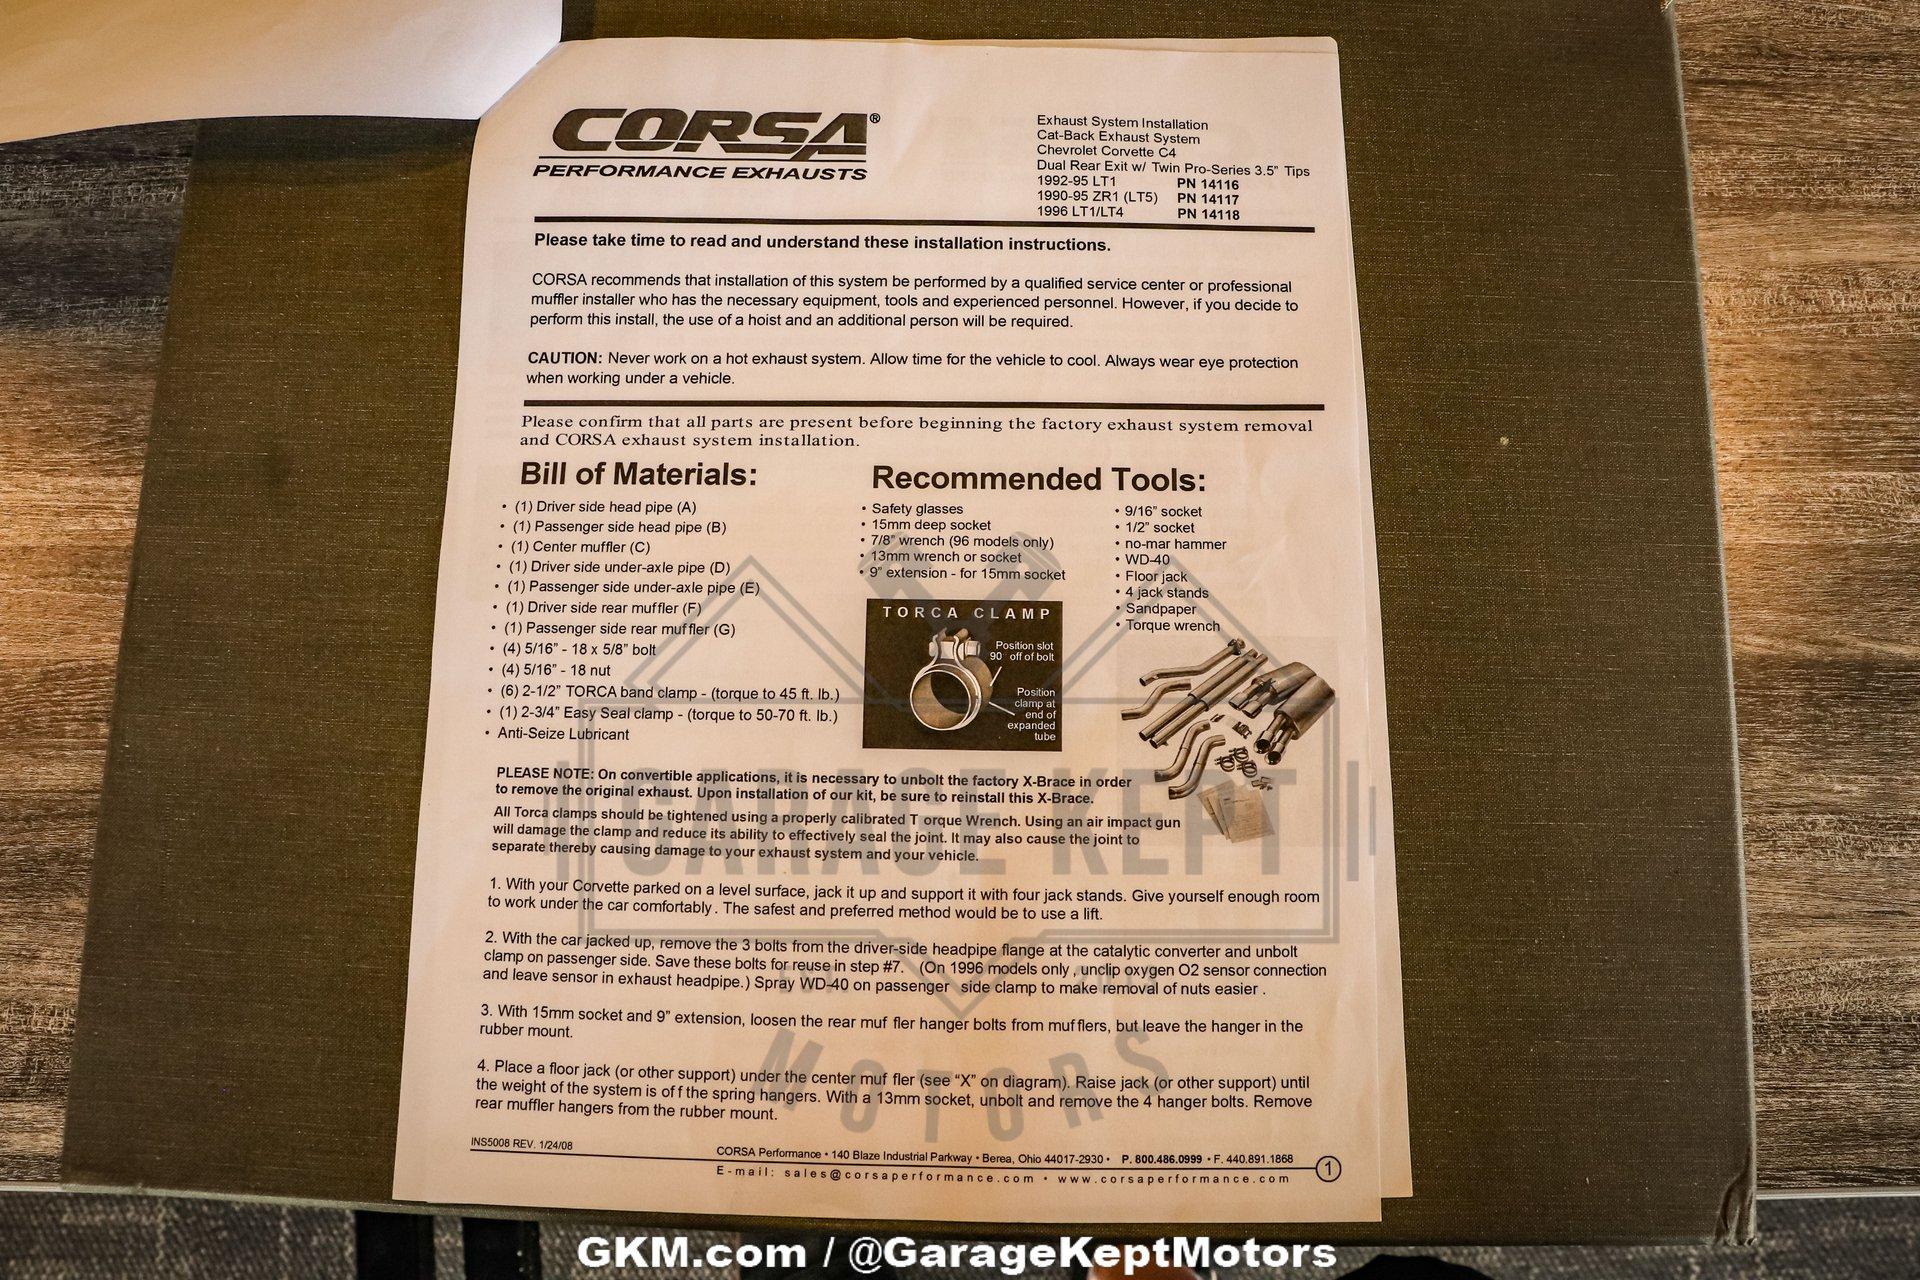 CORSA®
PERFORMANCE EXHAUSTS
Exhaust System Installation
Cat-Back Exhaust System
Chevrolet Corvette C4
Dual Rear Exit w/ Twin Pro-Series 3.5" Tips
1992-95 LT1 PN 14116
1990-95 ZR1 (LT5) PN 14117
1996 LT1/LT4 PN 14118
Please take time to read and understand these installation instructions.
CORSA recommends that installation of this system be performed by a qualified service center or professional
muffler installer who has the necessary equipment, tools and experienced personnel. However, if you decide to
perform this install, the use of a hoist and an additional person will be required.
CAUTION: Never work on a hot exhaust system. Allow time for the vehicle to cool. Always wear eye protection
when working under a vehicle.
Please confirm that all parts are present before beginning the factory exhaust system removal
and CORSA exhaust system installation.
Bill of Materials:
• (1) Driver side head pipe (A)
• (1) Passenger side head pipe (B)
• (1) Center muffler (C)
• (1) Driver side under-axle pipe (D)
• (1) Passenger side under-axle pipe (E)
• (1) Driver side rear muffler (F)
• (1) Passenger side rear muffler (G)
• (4) 5/16" - 18 x 5/8" bolt
• (4) 5/16" - 18 nut
• (6) 2-1/2" TORCA band clamp - (torque to 45 ft. lb.)
• (1) 2-3/4" Easy Seal clamp - (torque to 50-70 ft. lb.)
• Anti-Seize Lubricant
Recommended Tools:
• Safety glasses
• 15mm deep socket
• 7/8" wrench (96 models only)
• 13mm wrench or socket
• 9" extension - for 15mm socket
• 9/16" socket
• 1/2" socket
• no-mar hammer
• WD-40
• Floor jack
• 4 jack stands
• Sandpaper
• Torque wrench
TORCA CLAMP
Position slot
90° off of bolt
Position
clamp at
end of
expanded
tube
PLEASE NOTE: On convertible applications, it is necessary to unbolt the factory X-Brace in order
to remove the original exhaust. Upon installation of our kit, be sure to reinstall this X-Brace.
All Torca clamps should be tightened using a properly calibrated T orque Wrench. Using an air impact gun
will damage the clamp and reduce its ability to effectively seal the joint. It may also cause the joint to
separate thereby causing damage to your exhaust system and your vehicle.
1. With your Corvette parked on a level surface, jack it up and support it with four jack stands. Give yourself enough room
to work under the car comfortably . The safest and preferred method would be to use a lift.
2. With the car jacked up, remove the 3 bolts from the driver-side headpipe flange at the catalytic converter and unbolt
clamp on passenger side. Save these bolts for reuse in step #7. (On 1996 models only , unclip oxygen O2 sensor connection
and leave sensor in exhaust headpipe.) Spray WD-40 on passenger side clamp to make removal of nuts easier .
3. With 15mm socket and 9" extension, loosen the rear muf fler hanger bolts from mufflers, but leave the hanger in the
rubber mount.
4. Place a floor jack (or other support) under the center muf fler (see "X" on diagram). Raise jack (or other support) until
the weight of the system is of f the spring hangers. With a 13mm socket, unbolt and remove the 4 hanger bolts. Remove
rear muffler hangers from the rubber mount.
INS5008 REV. 1/24/08
CORSA Performance • 140 Blaze Industrial Parkway • Berea, Ohio 44017-2930 • P. 800.486.0999 • F. 440.891.1868
E-mail: sales@corsaperformance.com • www.corsaperformance.com
1
GARAGE KEPT
MOTORS
GKM.com / @GarageKeptMotors